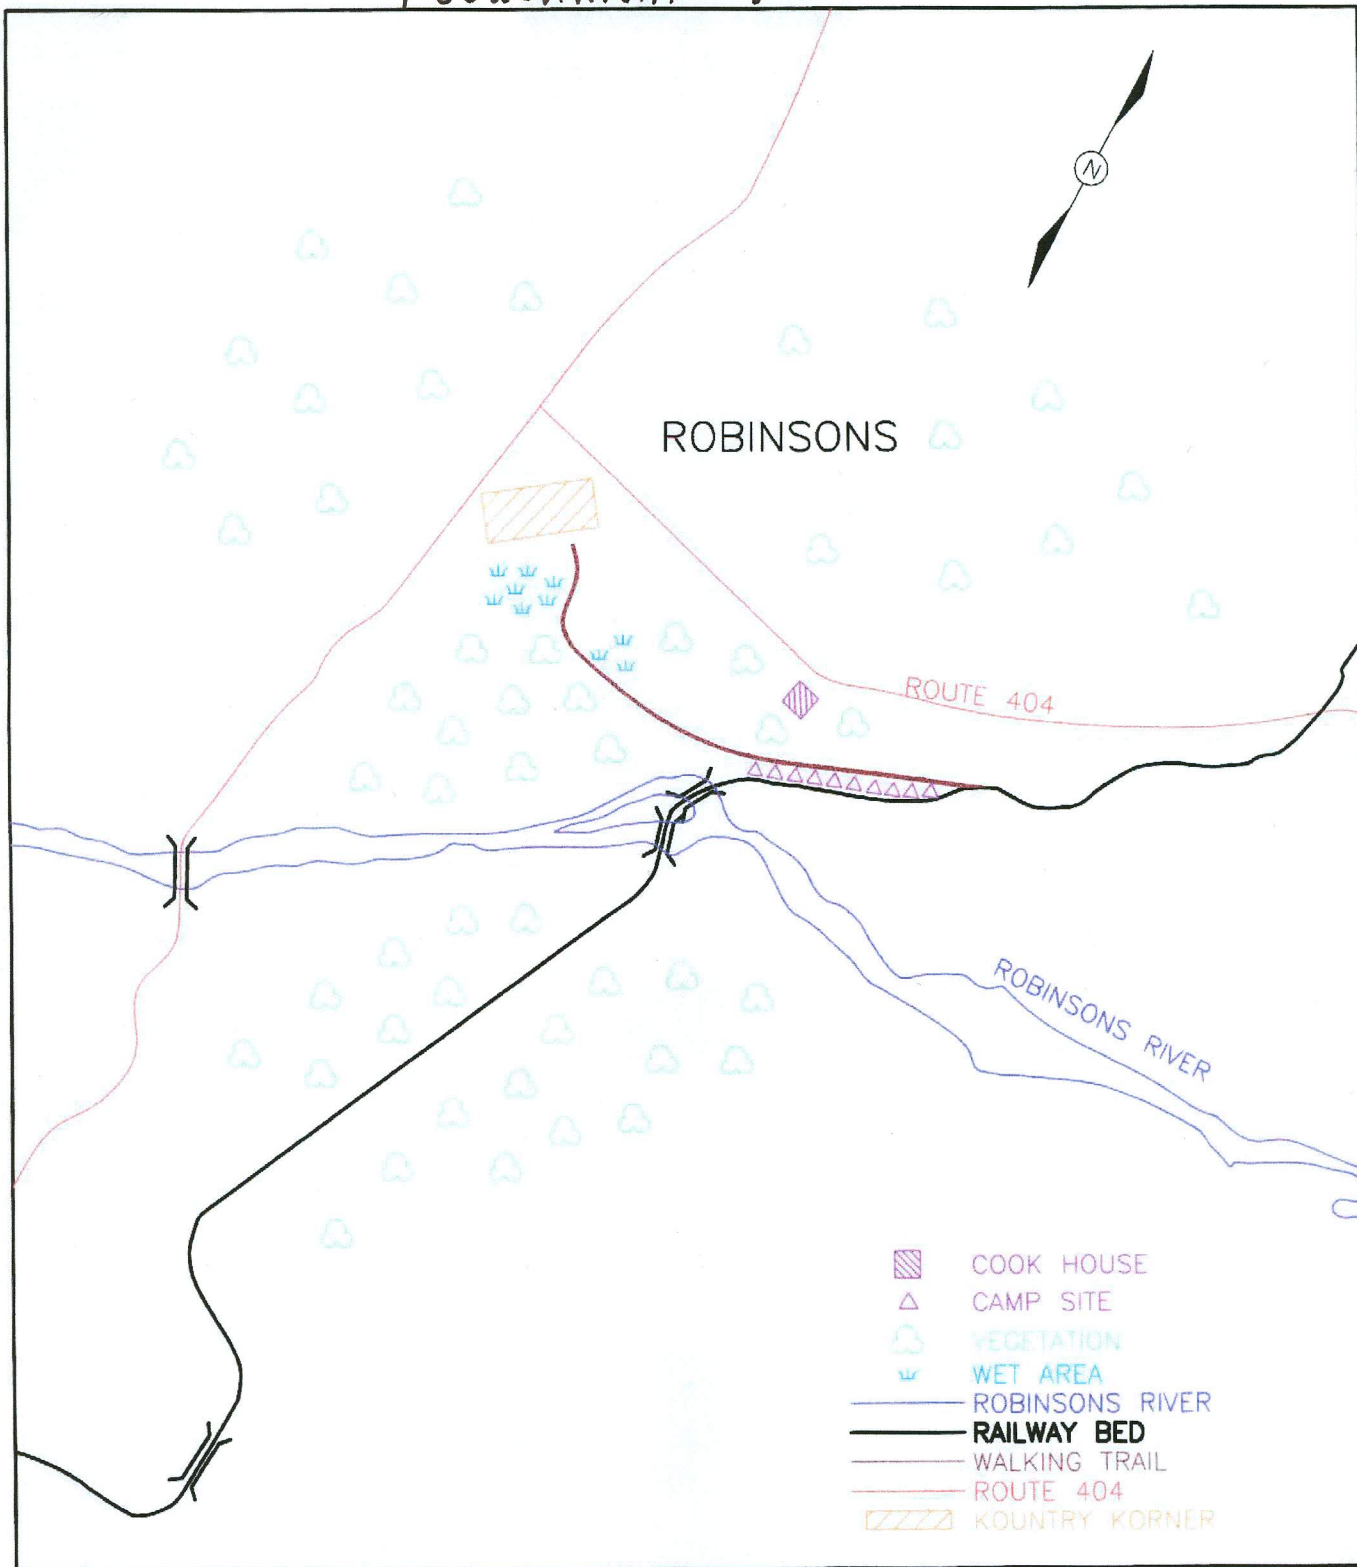 N
ROBINSONS
ROUTE 404
ROBINSONS RIVER
COOK HOUSE
CAMP SITE
VEGETATION
WET AREA
ROBINSONS RIVER
RAILWAY BED
WALKING TRAIL
ROUTE 404
KOUNTRY KORNER